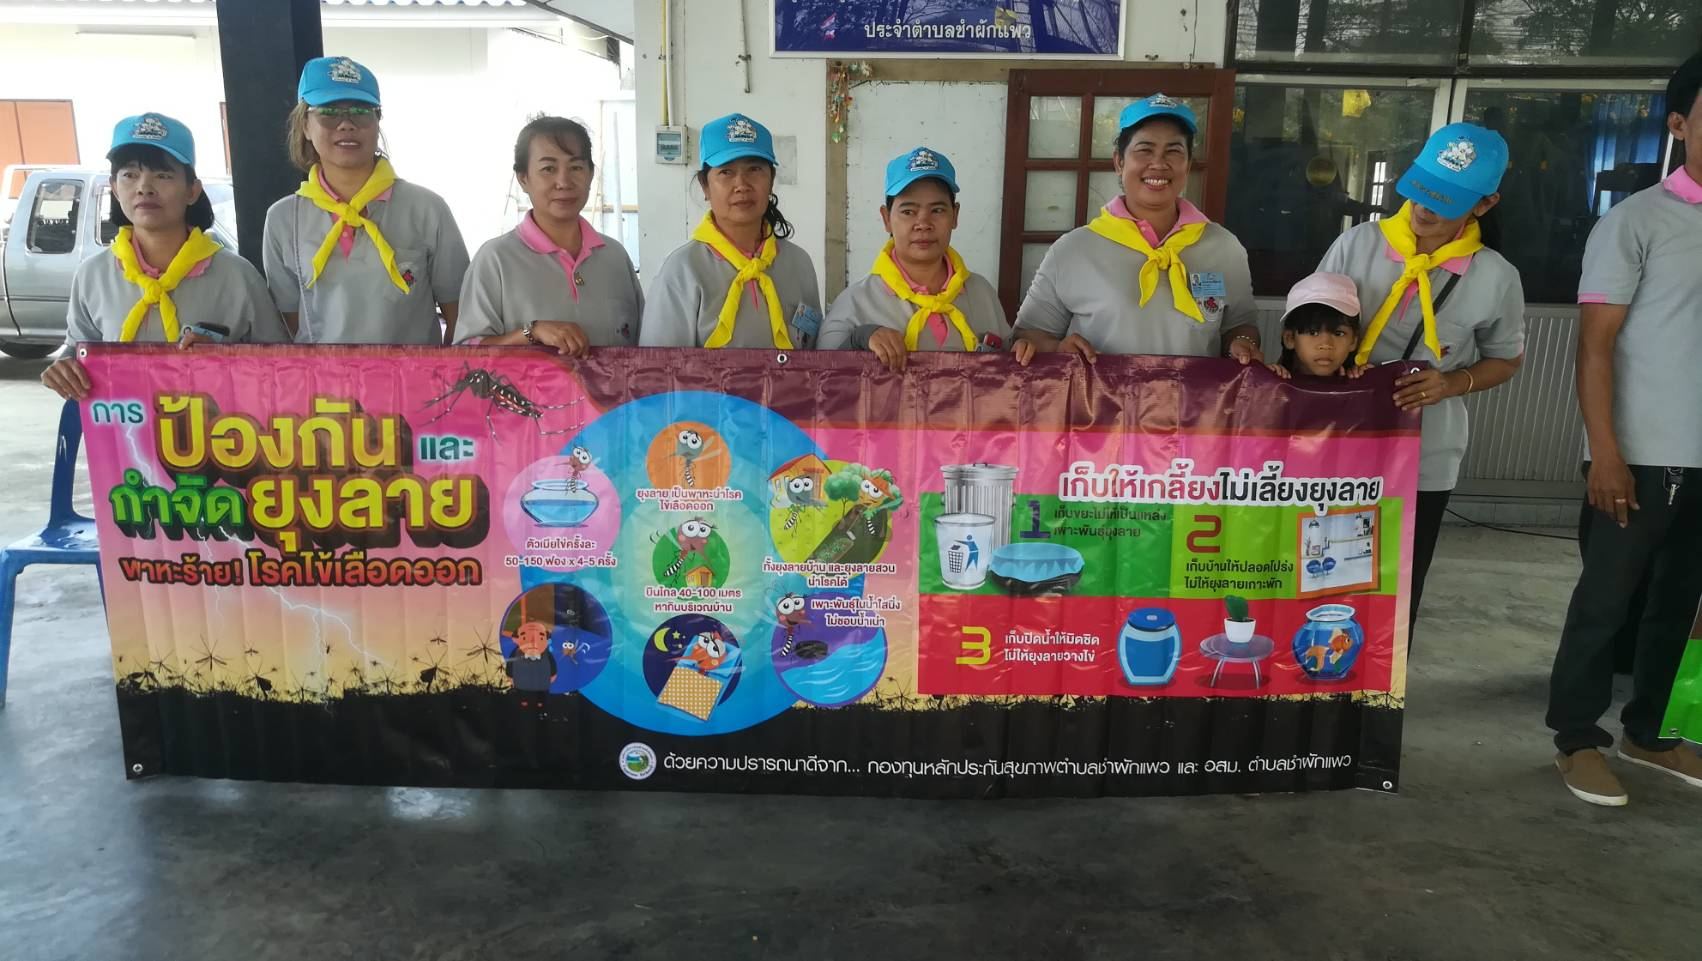 ประจำตำบลชำผักแพว
การ ป้องกัน และ
กำจัด ยุงลาย
พาหะร้าย! โรคไข้เลือดออก
ยุงลาย เป็นพาหะนำโรค
ไข้เลือดออก
ตัวเมียไข่ครั้งละ
50-150 ฟอง x 4-5 ครั้ง
บินไกล 40-100 เมตร
หากินบริเวณบ้าน
ทั้งยุงลายบ้าน และยุงลายสวน
นำโรคได้
เพาะพันธุ์ในน้ำใสนิ่ง
ไม่ชอบน้ำเน่า
เก็บให้เกลี้ยงไม่เลี้ยงยุงลาย
1
เก็บขยะไม่ให้เป็นแหล่ง
เพาะพันธุ์ยุงลาย
2
เก็บบ้านให้ปลอดโปร่ง
ไม่ให้ยุงลายเกาะพัก
3
เก็บปิดน้ำให้มิดชิด
ไม่ให้ยุงลายวางไข่
ด้วยความปรารถนาดีจาก... กองทุนหลักประกันสุขภาพตำบลชำผักแพว และ อสม. ตำบลชำผักแพว